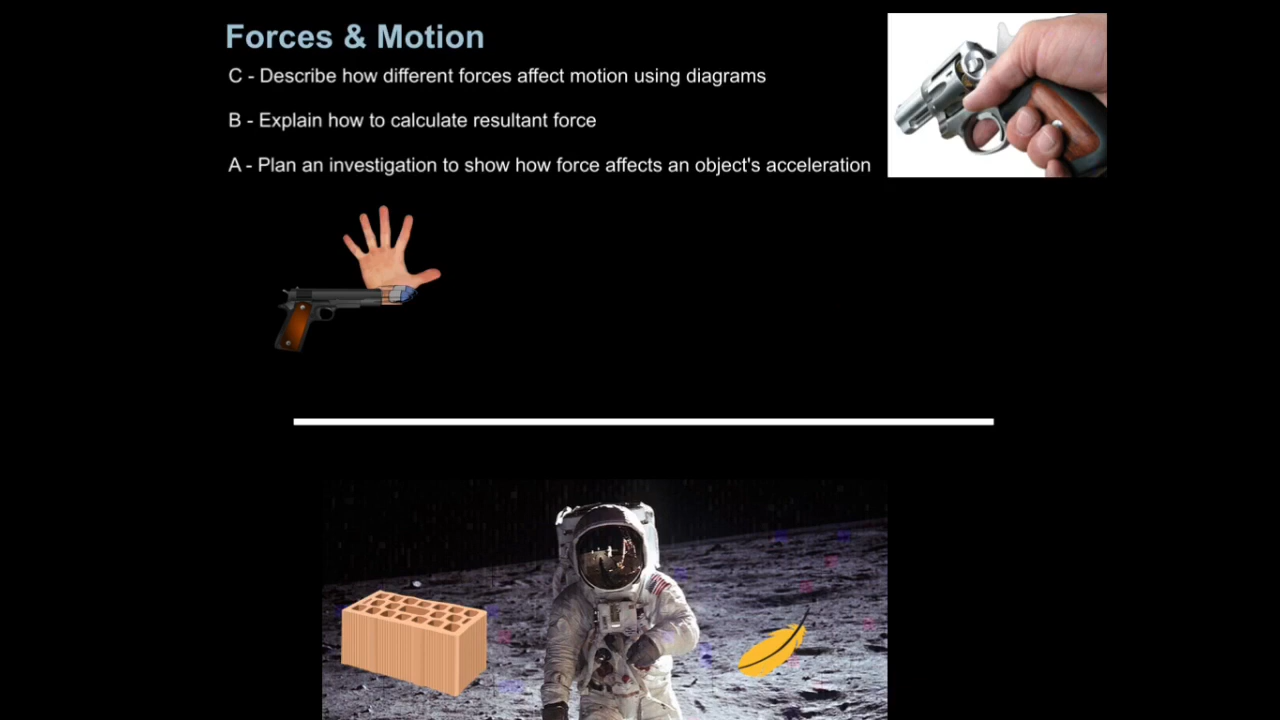 Forces & Motion
C - Describe how different forces affect motion using diagrams
B - Explain how to calculate resultant force
A - Plan an investigation to show how force affects an object's acceleration